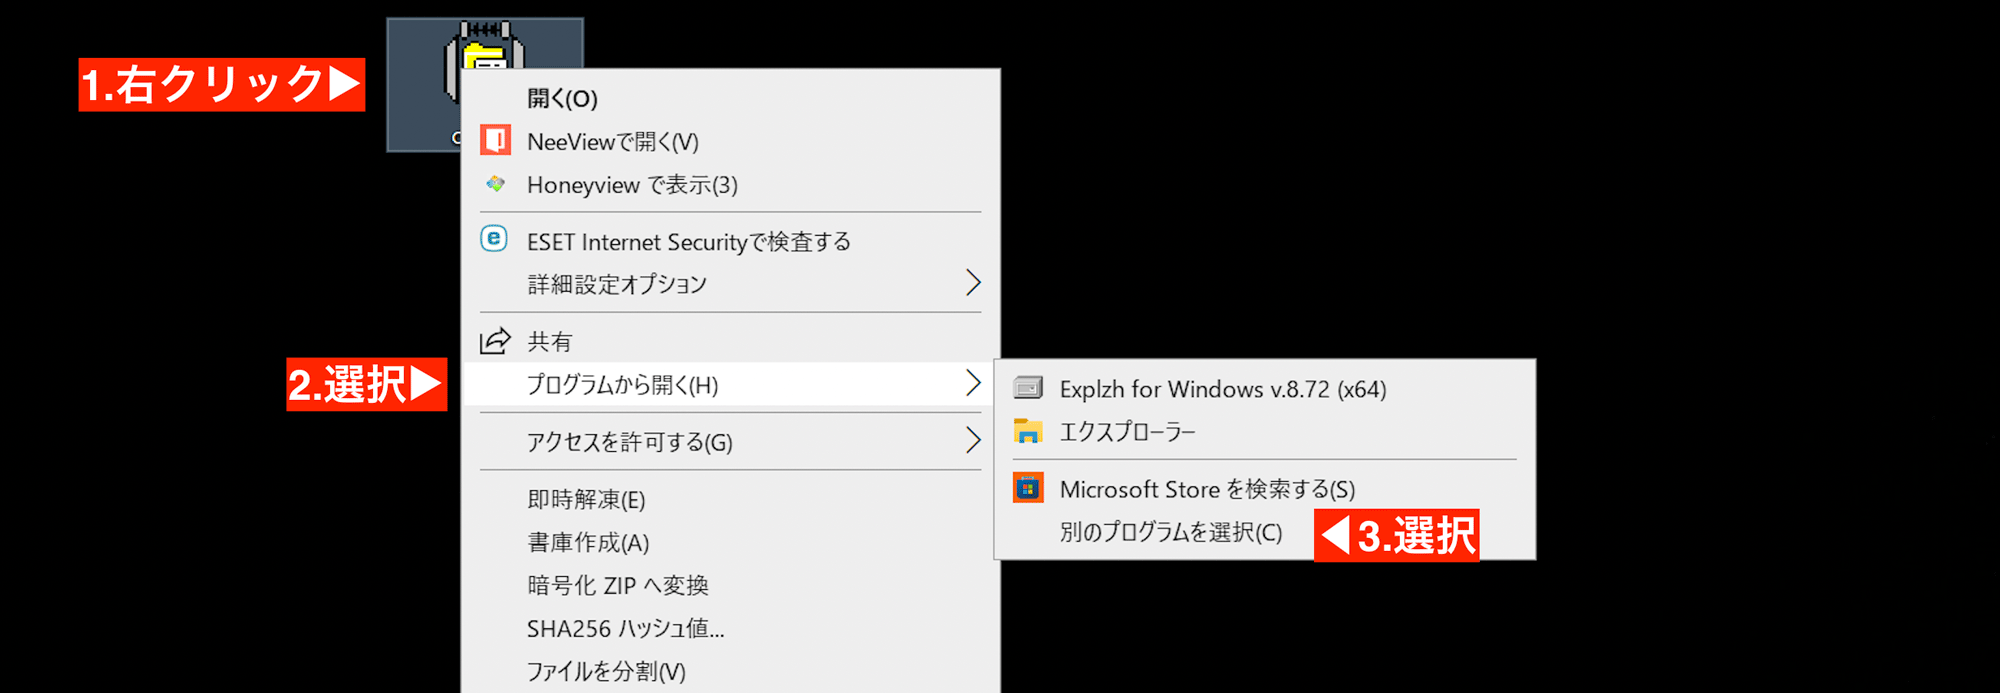 1.右クリック▶
開く(O)
NeeViewで開く(V)
Honeyview で表示(3)
ESET Internet Securityで検査する
詳細設定オプション
共有
2.選択▶
プログラムから開く(H)
アクセスを許可する(G)
即時解凍(E)
書庫作成(A)
暗号化 ZIP へ変換
SHA256 ハッシュ値...
ファイルを分割(V)
Explzh for Windows v.8.72 (x64)
エクスプローラー
Microsoft Store を検索する(S)
別のプログラムを選択(C)
◀3.選択